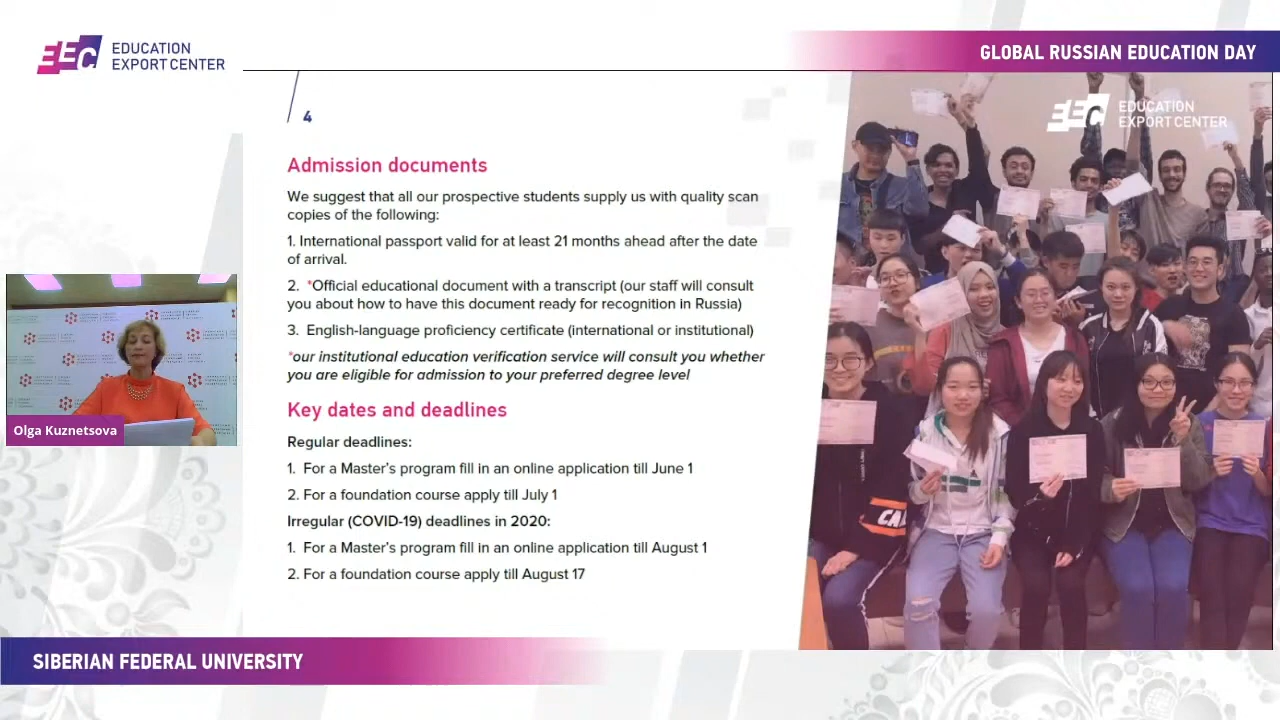 EEC EDUCATION
EXPORT CENTER
GLOBAL RUSSIAN EDUCATION DAY
EEC EDUCATION
EXPORT CENTER
4
Admission documents
We suggest that all our prospective students supply us with quality scan
copies of the following:
1. International passport valid for at least 21 months ahead after the date
of arrival.
2. *Official educational document with a transcript (our staff will consult
you about how to have this document ready for recognition in Russia)
3. English-language proficiency certificate (international or institutional)
*our institutional education verification service will consult you whether
you are eligible for admission to your preferred degree level
Key dates and deadlines
Regular deadlines:
1. For a Master's program fill in an online application till June 1
2. For a foundation course apply till July 1
Irregular (COVID-19) deadlines in 2020:
1. For a Master's program fill in an online application till August 1
2. For a foundation course apply till August 17
Olga Kuznetsova
SIBERIAN FEDERAL UNIVERSITY